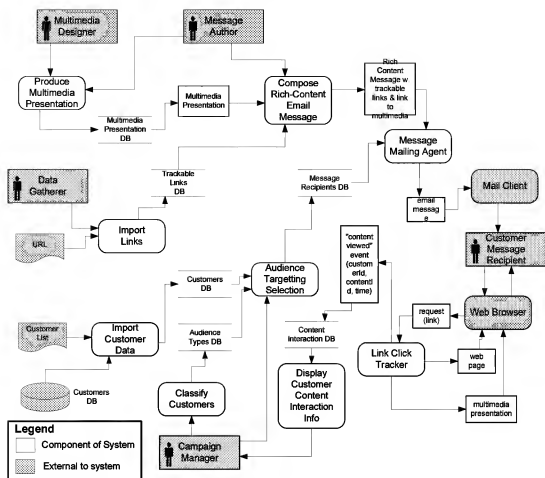 Multimedia
Designer
Message
Author
Produce
Multimedia
Presentation
Compose
Rich-Content
Email
Message
Rich
Content
Message w
trackable
links & link
to
multimedia
Multimedia
Presentation
DB
Multimedia
Presentation
Message
Mailing Agent
Data
Gatherer
Trackable
Links
DB
Message
Recipients DB
Mail Client
email
messag
e
URL
Import
Links
"content
viewed"
event
(custom
erId,
contentI
d, time)
Customer
Message
Recipient
Customers
DB
Audience
Targetting
Selection
Web Browser
request
(link)
Customer
List
Import
Customer
Data
Audience
Types DB
Content
Interaction DB
Link Click
Tracker
web
page
Customers
DB
Classify
Customers
Display
Customer
Content
Interaction
Info
multimedia
presentation
Legend
Component of System
External to system
Campaign
Manager